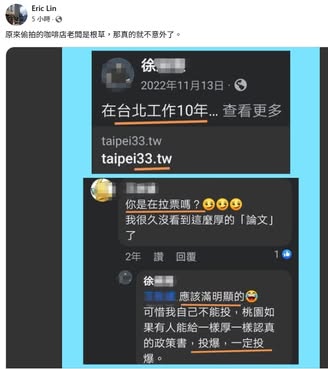 Eric Lin
5 小時 ·
原來偷拍的咖啡店老闆是根草，那真的就不意外了。
徐
2022年11月13日 ·
在台北工作10年... 查看更多
taipei33.tw
taipei33.tw
你是在拉票嗎？😆😆😆
我很久沒看到這麼厚的「論文」
了
2年 讚 回覆 1
徐
應該滿明顯的🤣
可惜我自己不能投，桃園如
果有人能給一樣厚一樣認真
的政策書，投爆，一定投
爆。